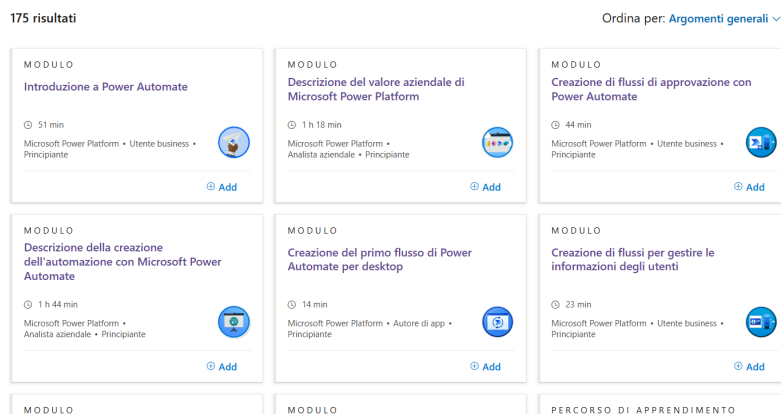 175 risultati
Ordina per: Argomenti generali
MODULO
Introduzione a Power Automate
51 min
Microsoft Power Platform • Utente business •
Principiante
Add
MODULO
Descrizione del valore aziendale di
Microsoft Power Platform
1 h 18 min
Microsoft Power Platform •
Analista aziendale • Principiante
Add
MODULO
Creazione di flussi di approvazione con
Power Automate
44 min
Microsoft Power Platform • Utente business •
Principiante
Add
MODULO
Descrizione della creazione
dell'automazione con Microsoft Power
Automate
1 h 44 min
Microsoft Power Platform •
Analista aziendale • Principiante
Add
MODULO
Creazione del primo flusso di Power
Automate per desktop
14 min
Microsoft Power Platform • Autore di app •
Principiante
Add
MODULO
Creazione di flussi per gestire le
informazioni degli utenti
23 min
Microsoft Power Platform • Utente business •
Principiante
Add
MODULO
MODULO
PERCORSO DI APPRENDIMENTO